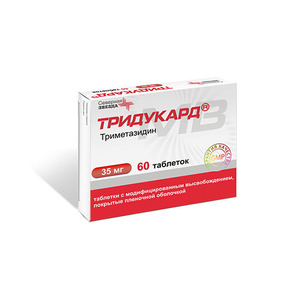 Северная
ЗВЕЗДА
ТРИДУКАРД®
МВ
Триметазидин
35 мг
60 таблеток
GMP
таблетки с модифицированным высвобождением,
покрытые пленочной оболочкой